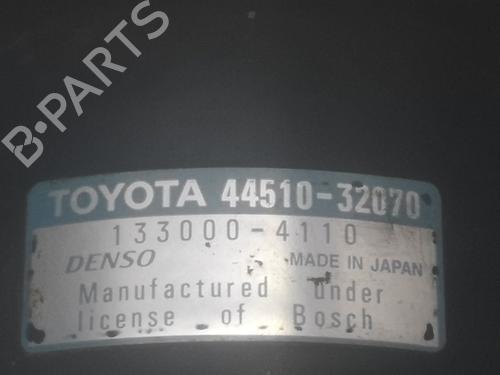 B-PARTS
TOYOTA 44510-32070
133000-4110
DENSO MADE IN JAPAN
Manufactured under
license of Bosch